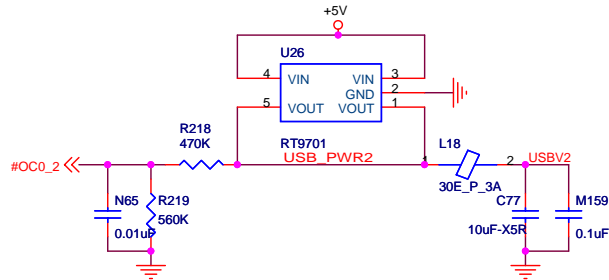 +5V
U26
4 VIN VIN 3
GND 2
5 VOUT VOUT 1
R218
470K
RT9701
USB_PWR2
L18
1 2
USBV2
30E_P_3A
#OC0_2
N65
0.01uF
R219
560K
C77
10uF-X5R
M159
0.1uF